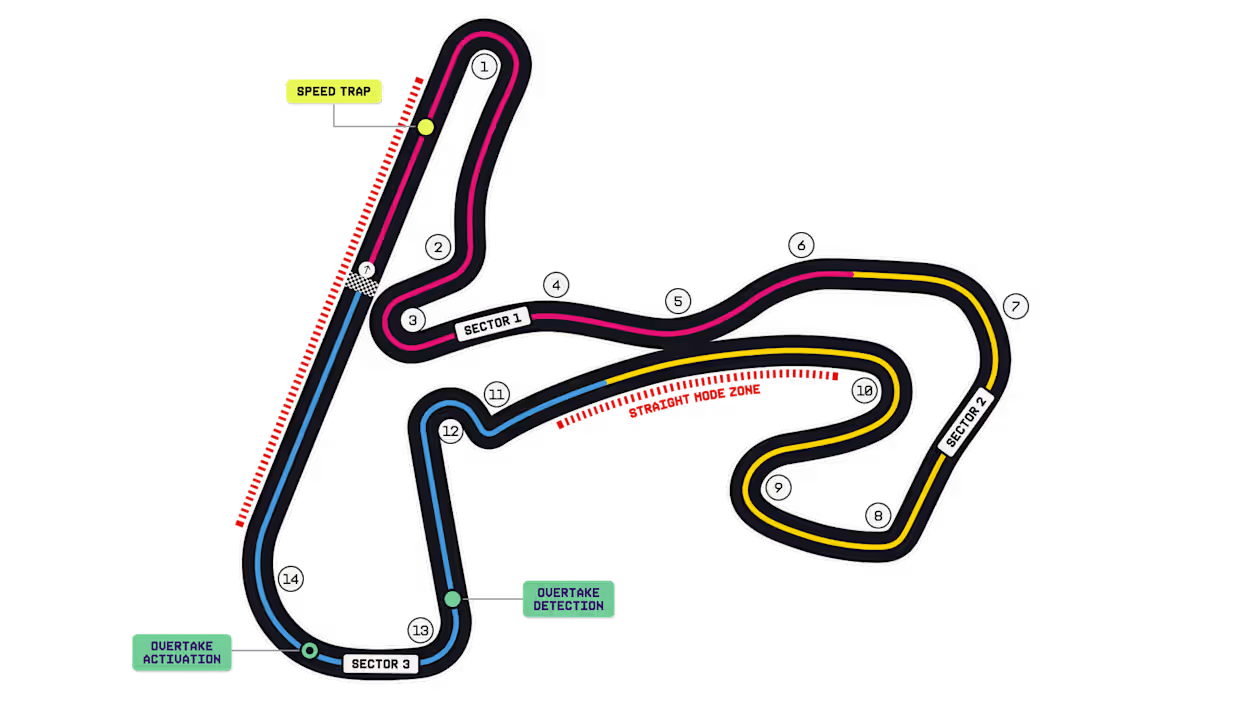 1
SPEED TRAP
2
6
4
5
7
3
SECTOR 1
10
11
STRAIGHT MODE ZONE
SECTOR 2
12
9
8
14
OVERTAKE
DETECTION
13
OVERTAKE
ACTIVATION
SECTOR 3